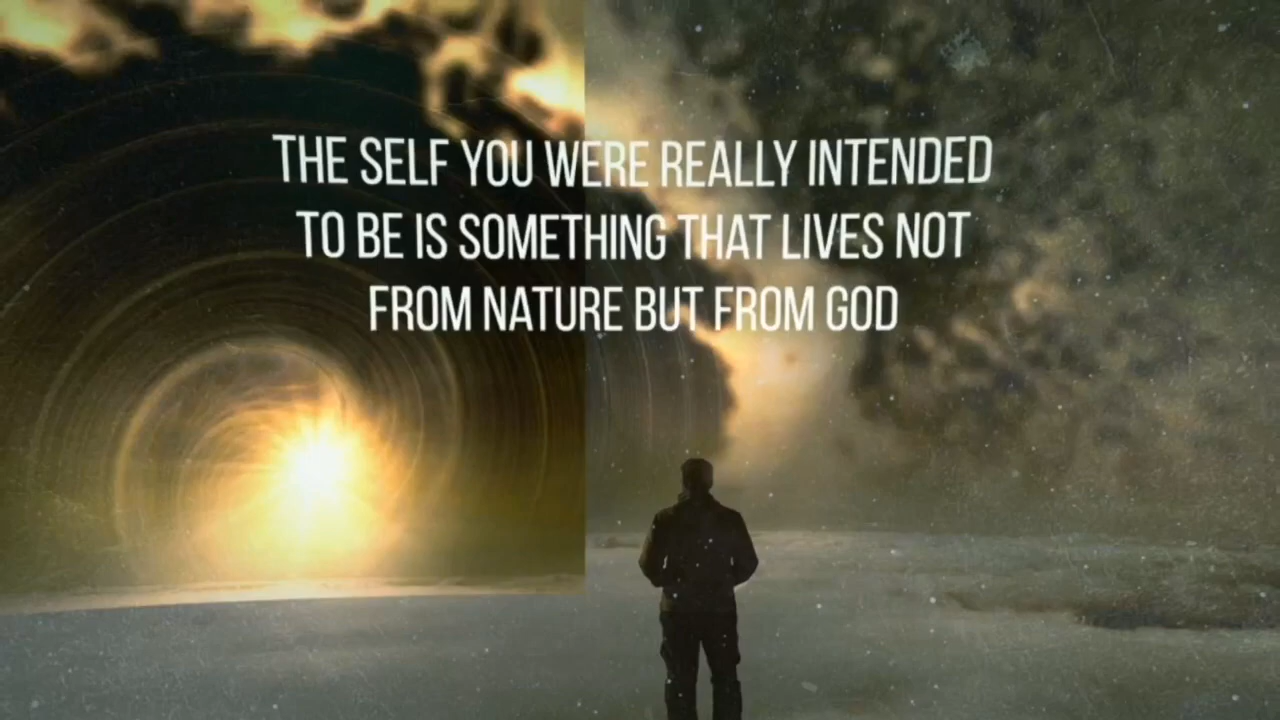 THE SELF YOU WERE REALLY INTENDED
TO BE IS SOMETHING THAT LIVES NOT
FROM NATURE BUT FROM GOD